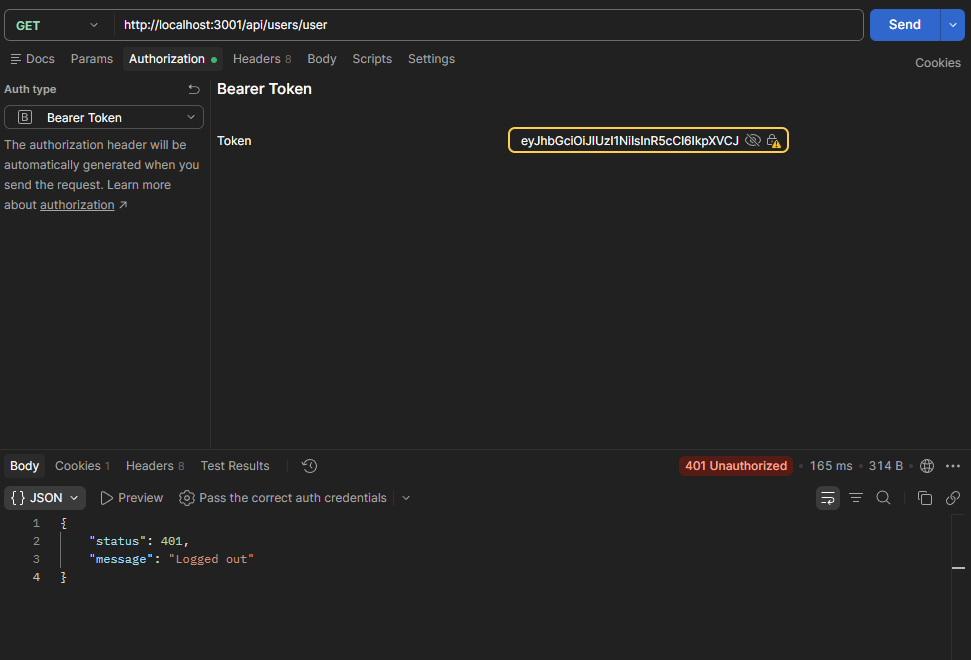 GET http://localhost:3001/api/users/user Send
Docs Params Authorization Headers 8 Body Scripts Settings Cookies
Auth type
B Bearer Token
The authorization header will be
automatically generated when you
send the request. Learn more
about authorization ↗
Bearer Token
Token eyJhbGciOiJIUzI1NiIsInR5cCI6IkpXVCJ
Body Cookies 1 Headers 8 Test Results 401 Unauthorized • 165 ms • 314 B
{} JSON Preview Pass the correct auth credentials
1 {
2 "status": 401,
3 "message": "Logged out"
4 }